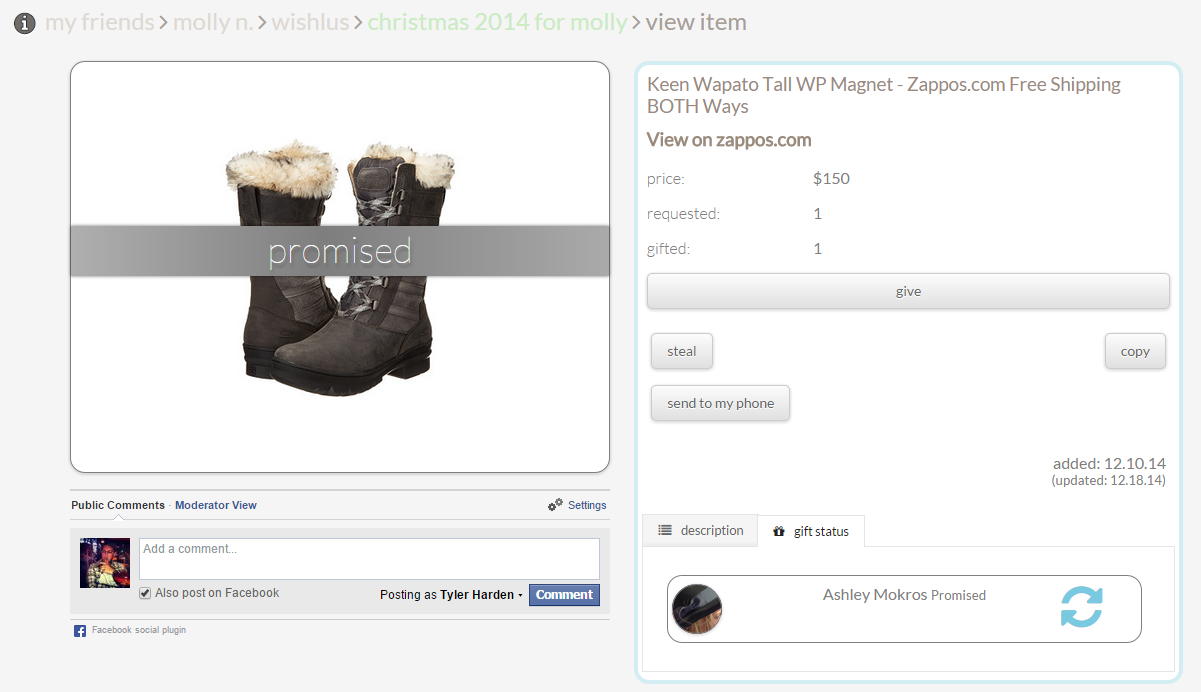 my friends > molly n. > wishlus > christmas 2014 for molly > view item
promised
Keen Wapato Tall WP Magnet - Zappos.com Free Shipping
BOTH Ways
View on zappos.com
price: $150
requested: 1
gifted: 1
give
steal
copy
send to my phone
added: 12.10.14
(updated: 12.18.14)
description
gift status
Ashley Mokros Promised
Public Comments · Moderator View
Settings
Add a comment...
Also post on Facebook
Posting as Tyler Harden
Comment
Facebook social plugin